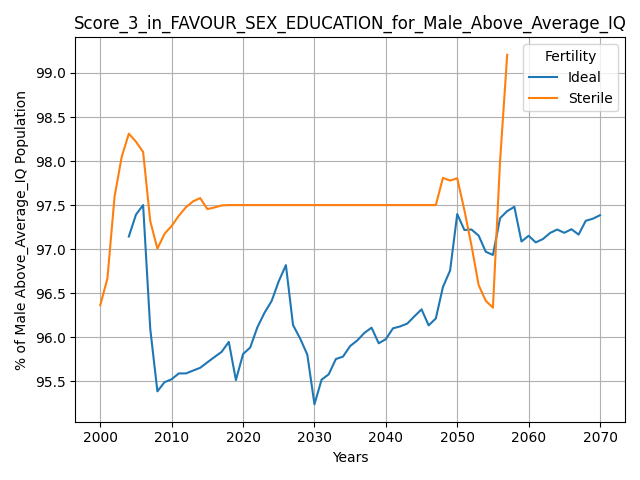 Score_3_in_FAVOUR_SEX_EDUCATION_for_Male_Above_Average_IQ
Fertility
Ideal
Sterile
% of Male Above_Average_IQ Population
99.0
98.5
98.0
97.5
97.0
96.5
96.0
95.5
2000 2010 2020 2030 2040 2050 2060 2070
Years